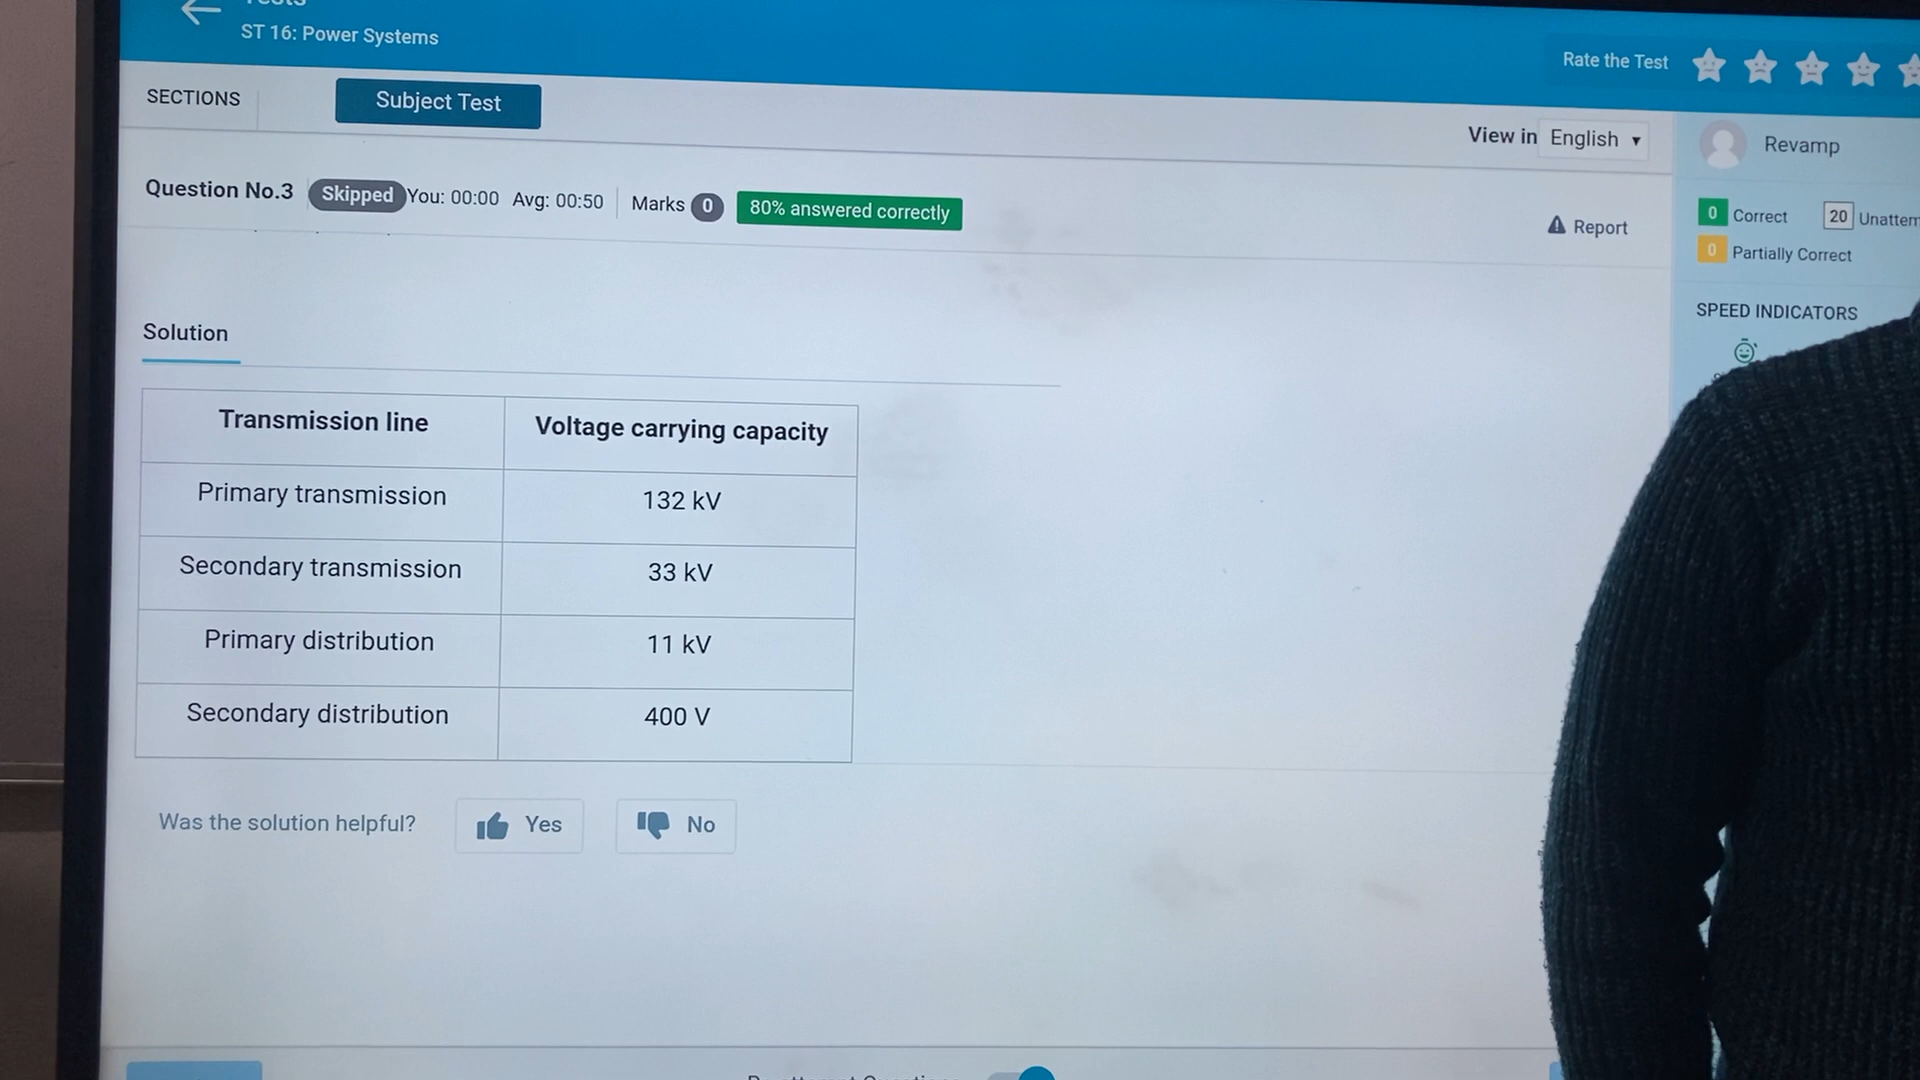 ST 16: Power Systems
Rate the Test
SECTIONS
Subject Test
View in English
Revamp
Question No.3 Skipped You: 00:00 Avg: 00:50 Marks 0 80% answered correctly
Report
0 Correct 20
0 Partially Correct
SPEED INDICATORS
Solution
Transmission line Voltage carrying capacity
Primary transmission 132 kV
Secondary transmission 33 kV
Primary distribution 11 kV
Secondary distribution 400 V
Was the solution helpful? Yes No